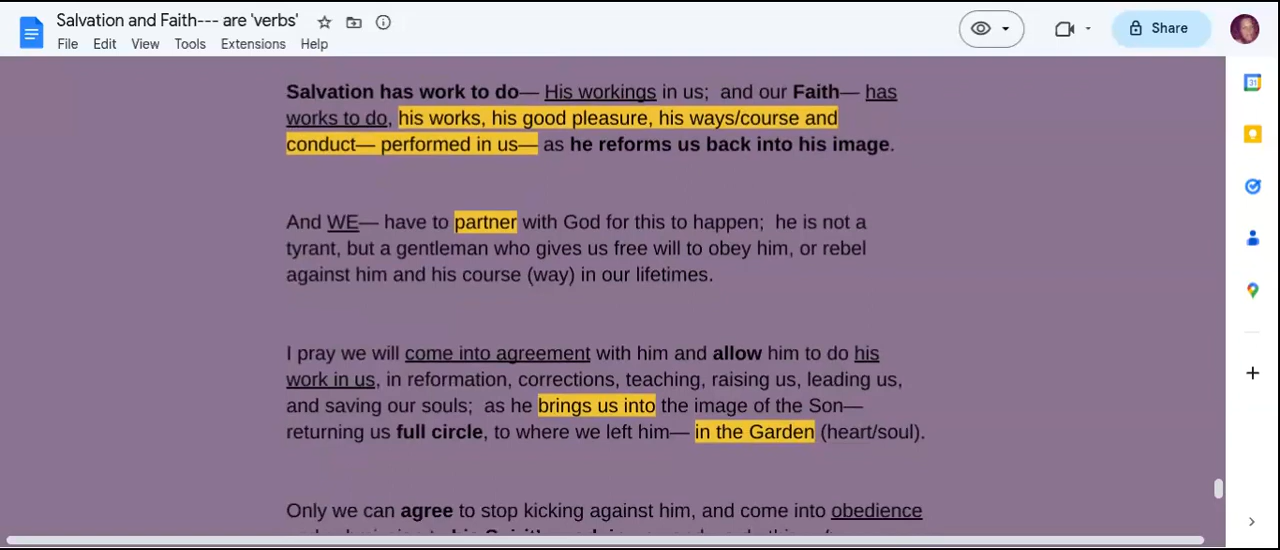 Salvation and Faith--- are 'verbs'
File Edit View Tools Extensions Help
Share
Salvation has work to do— His workings in us;  and our Faith— has
works to do, his works, his good pleasure, his ways/course and
conduct— performed in us— as he reforms us back into his image.
And WE— have to partner with God for this to happen;  he is not a
tyrant, but a gentleman who gives us free will to obey him, or rebel
against him and his course (way) in our lifetimes.
I pray we will come into agreement with him and allow him to do his
work in us, in reformation, corrections, teaching, raising us, leading us,
and saving our souls;  as he brings us into the image of the Son—
returning us full circle, to where we left him— in the Garden (heart/soul).
Only we can agree to stop kicking against him, and come into obedience